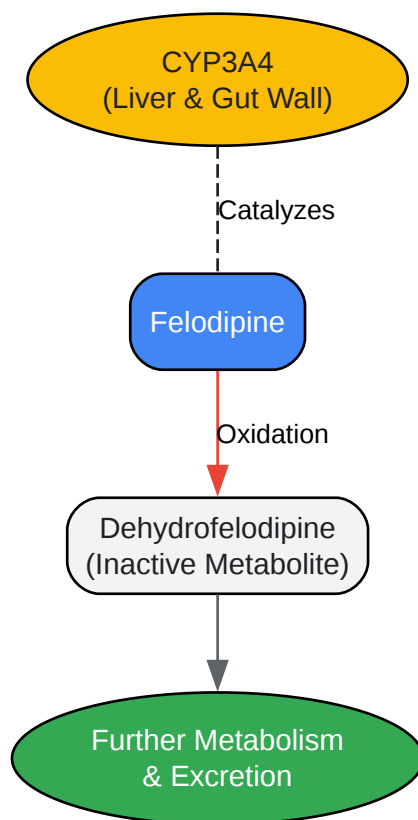 CYP3A4
(Liver & Gut Wall)
Catalyzes
Felodipine
Oxidation
Dehydrofelodipine
(Inactive Metabolite)
Further Metabolism
& Excretion